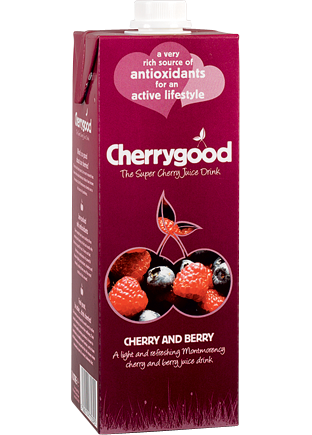 a very
rich source of
antioxidants
for an
active lifestyle
Cherrygood
The Super Cherry Juice Drink
CHERRY AND BERRY
A light and refreshing Montmorency
cherry and berry juice drink